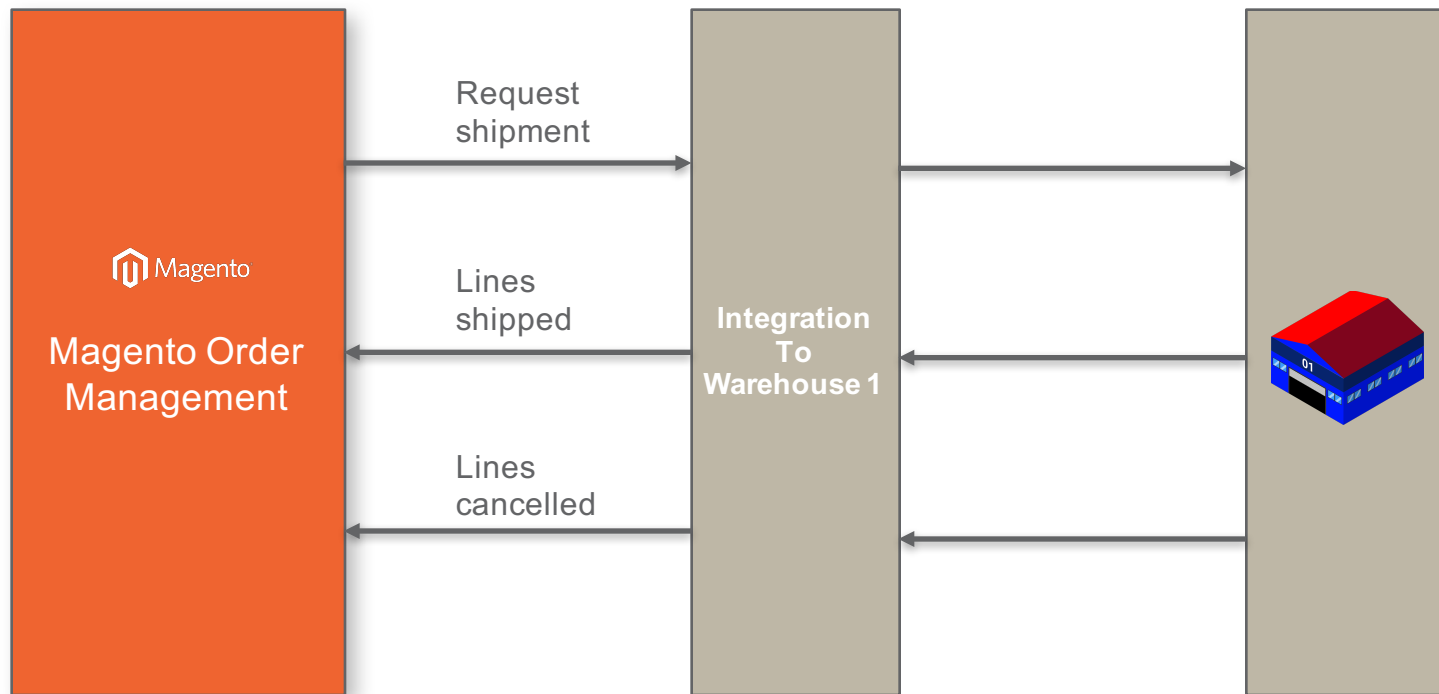 Request
shipment
Magento
Lines
shipped
Magento Order
Management
Integration
To
Warehouse 1
01
Lines
cancelled